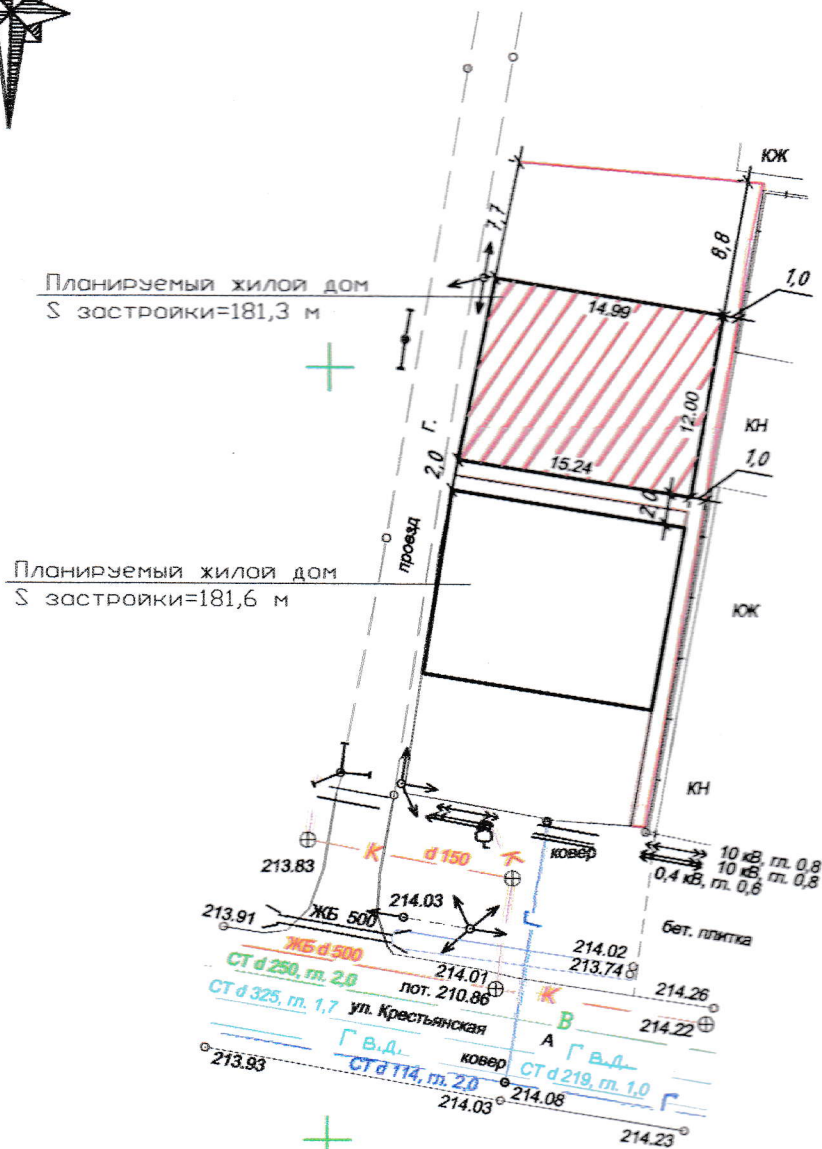 КЖ
7,7
8,8
1,0
Планируемый жилой дом
S застройки=181,3 м
14.99
12.00
КН
Г.
2,0
15.24
1,0
2,0
проезд
Планируемый жилой дом
S застройки=181,6 м
КЖ
КН
ковер
10 кВ, гл. 0,8
10 кВ, гл. 0,8
0,4 кВ, гл. 0,6
К d 150 К
213.83
214.03
213.91
ЖБ 500
Г
бет. плитка
214.02
213.74
ЖБ d 500
214.01
214.26
СТ d 250, гл. 2,0
лот. 210.86
К
В
214.22
СТ d 325, гл. 1,7
ул. Крестьянская
А
Г в.д.
Г в.д.
ковер
СТ d 219, гл. 1,0
213.93
СТ d 114, гл. 2,0
Г
214.03
214.08
214.23